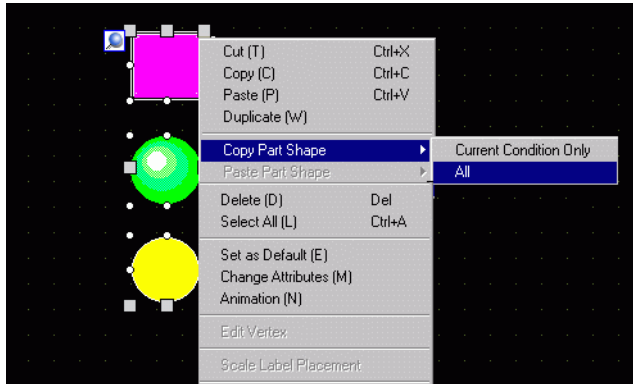 Cut (T) Ctrl+X
Copy (C) Ctrl+C
Paste (P) Ctrl+V
Duplicate (W)
Copy Part Shape
Current Condition Only
Paste Part Shape
All
Delete (D) Del
Select All (L) Ctrl+A
Set as Default (E)
Change Attributes (M)
Animation (N)
Edit Vertex
Scale Label Placement